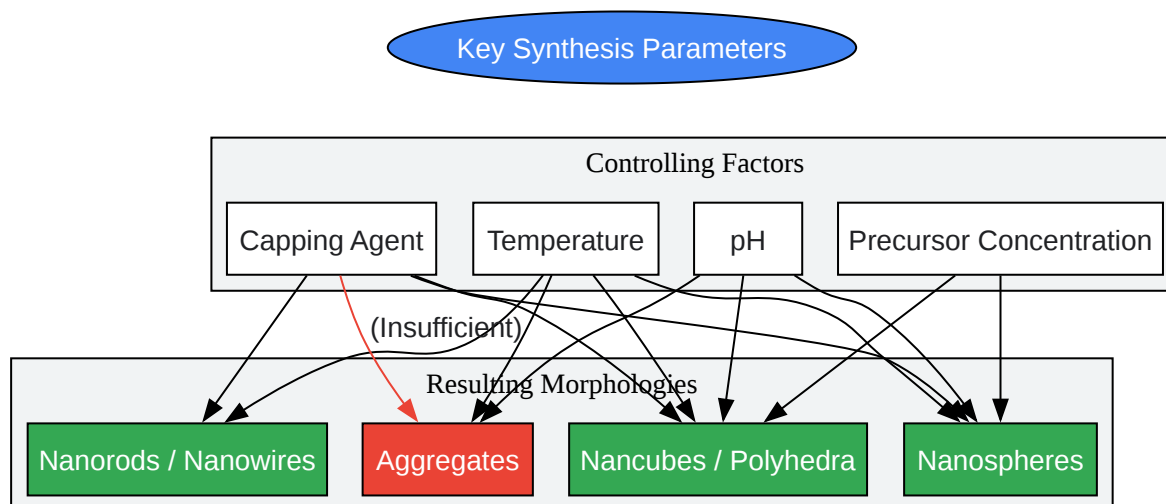 Key Synthesis Parameters
Controlling Factors
Capping Agent
Temperature
pH
Precursor Concentration
(Insufficient)
Resulting Morphologies
Nanorods / Nanowires
Aggregates
Nancubes / Polyhedra
Nanospheres